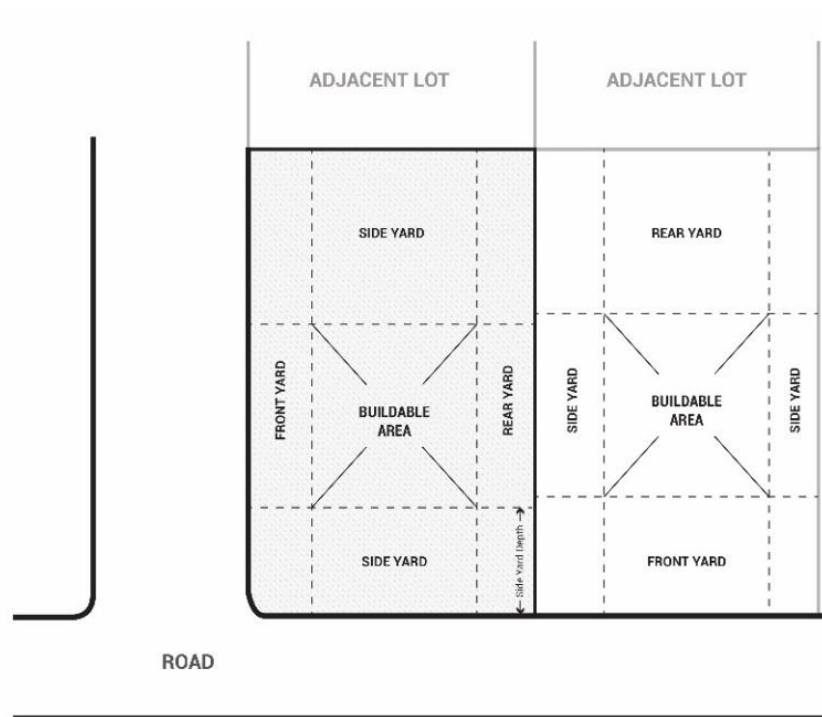 ADJACENT LOT
ADJACENT LOT
SIDE YARD
REAR YARD
FRONT YARD
BUILDABLE
AREA
REAR YARD
SIDE YARD
BUILDABLE
AREA
SIDE YARD
SIDE YARD
Side Yard Depth
FRONT YARD
ROAD